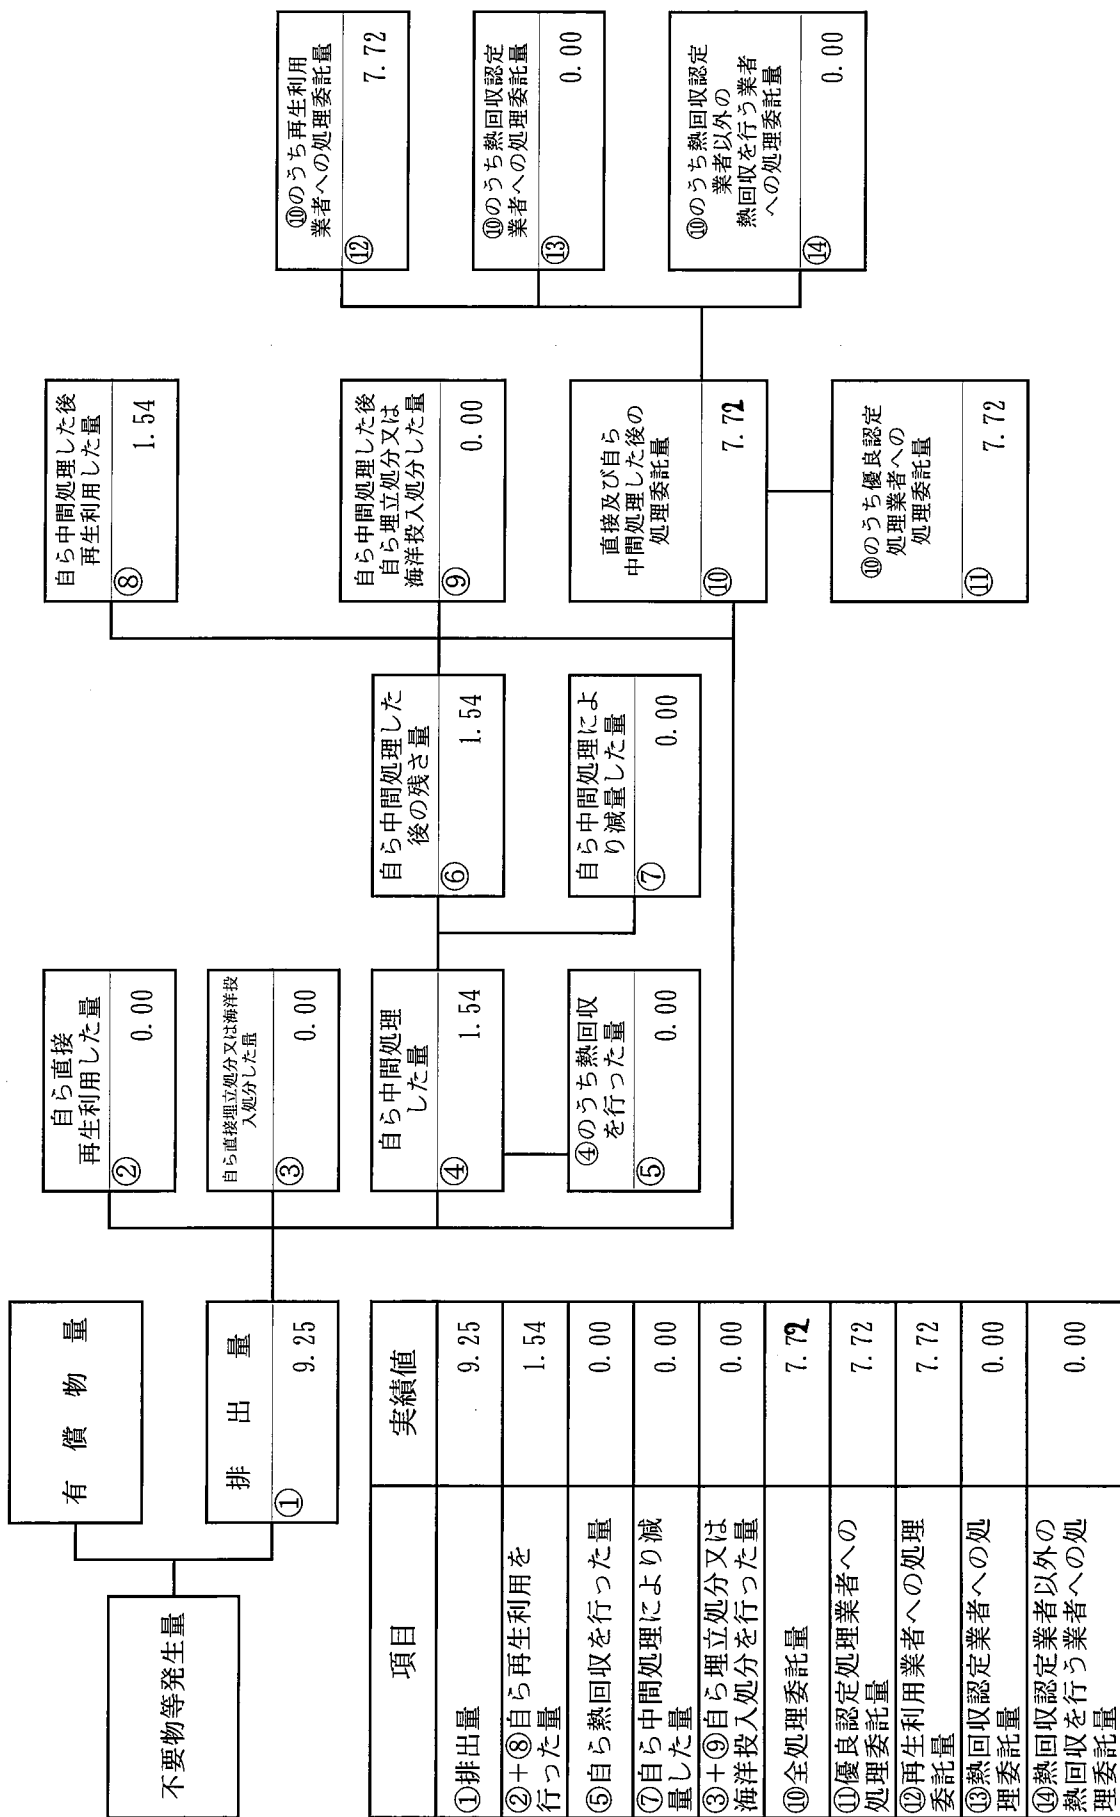 不要物等発生量
有償物量
排出量
①
9.25
自ら直接
再生利用した量
②
0.00
自ら直接埋立処分又は海洋投
入処分した量
③
0.00
自ら中間処理
した量
④
1.54
④のうち熱回収
を行った量
⑤
0.00
自ら中間処理した
後の残さ量
⑥
1.54
自ら中間処理によ
り減量した量
⑦
0.00
自ら中間処理した後
再生利用した量
⑧
1.54
自ら中間処理した後
自ら埋立処分又は
海洋投入処分した量
⑨
0.00
直接及び自ら
中間処理した後の
処理委託量
⑩
7.72
⑩のうち優良認定
処理業者への
処理委託量
⑪
7.72
⑩のうち再生利用
業者への処理委託量
⑫
7.72
⑩のうち熱回収認定
業者への処理委託量
⑬
0.00
⑩のうち熱回収認定
業者以外の
熱回収を行う業者
への処理委託量
⑭
0.00
項目 実績値
①排出量 9.25
②+⑧自ら再生利用を
行った量 1.54
⑤自ら熱回収を行った量 0.00
⑦自ら中間処理により減
量した量 0.00
③+⑨自ら埋立処分又は
海洋投入処分を行った量 0.00
⑩全処理委託量 7.72
⑪優良認定処理業者への
処理委託量 7.72
⑫再生利用業者への処理
委託量 7.72
⑬熱回収認定業者への処
理委託量 0.00
⑭熱回収認定業者以外の
熱回収を行う業者への処
理委託量 0.00